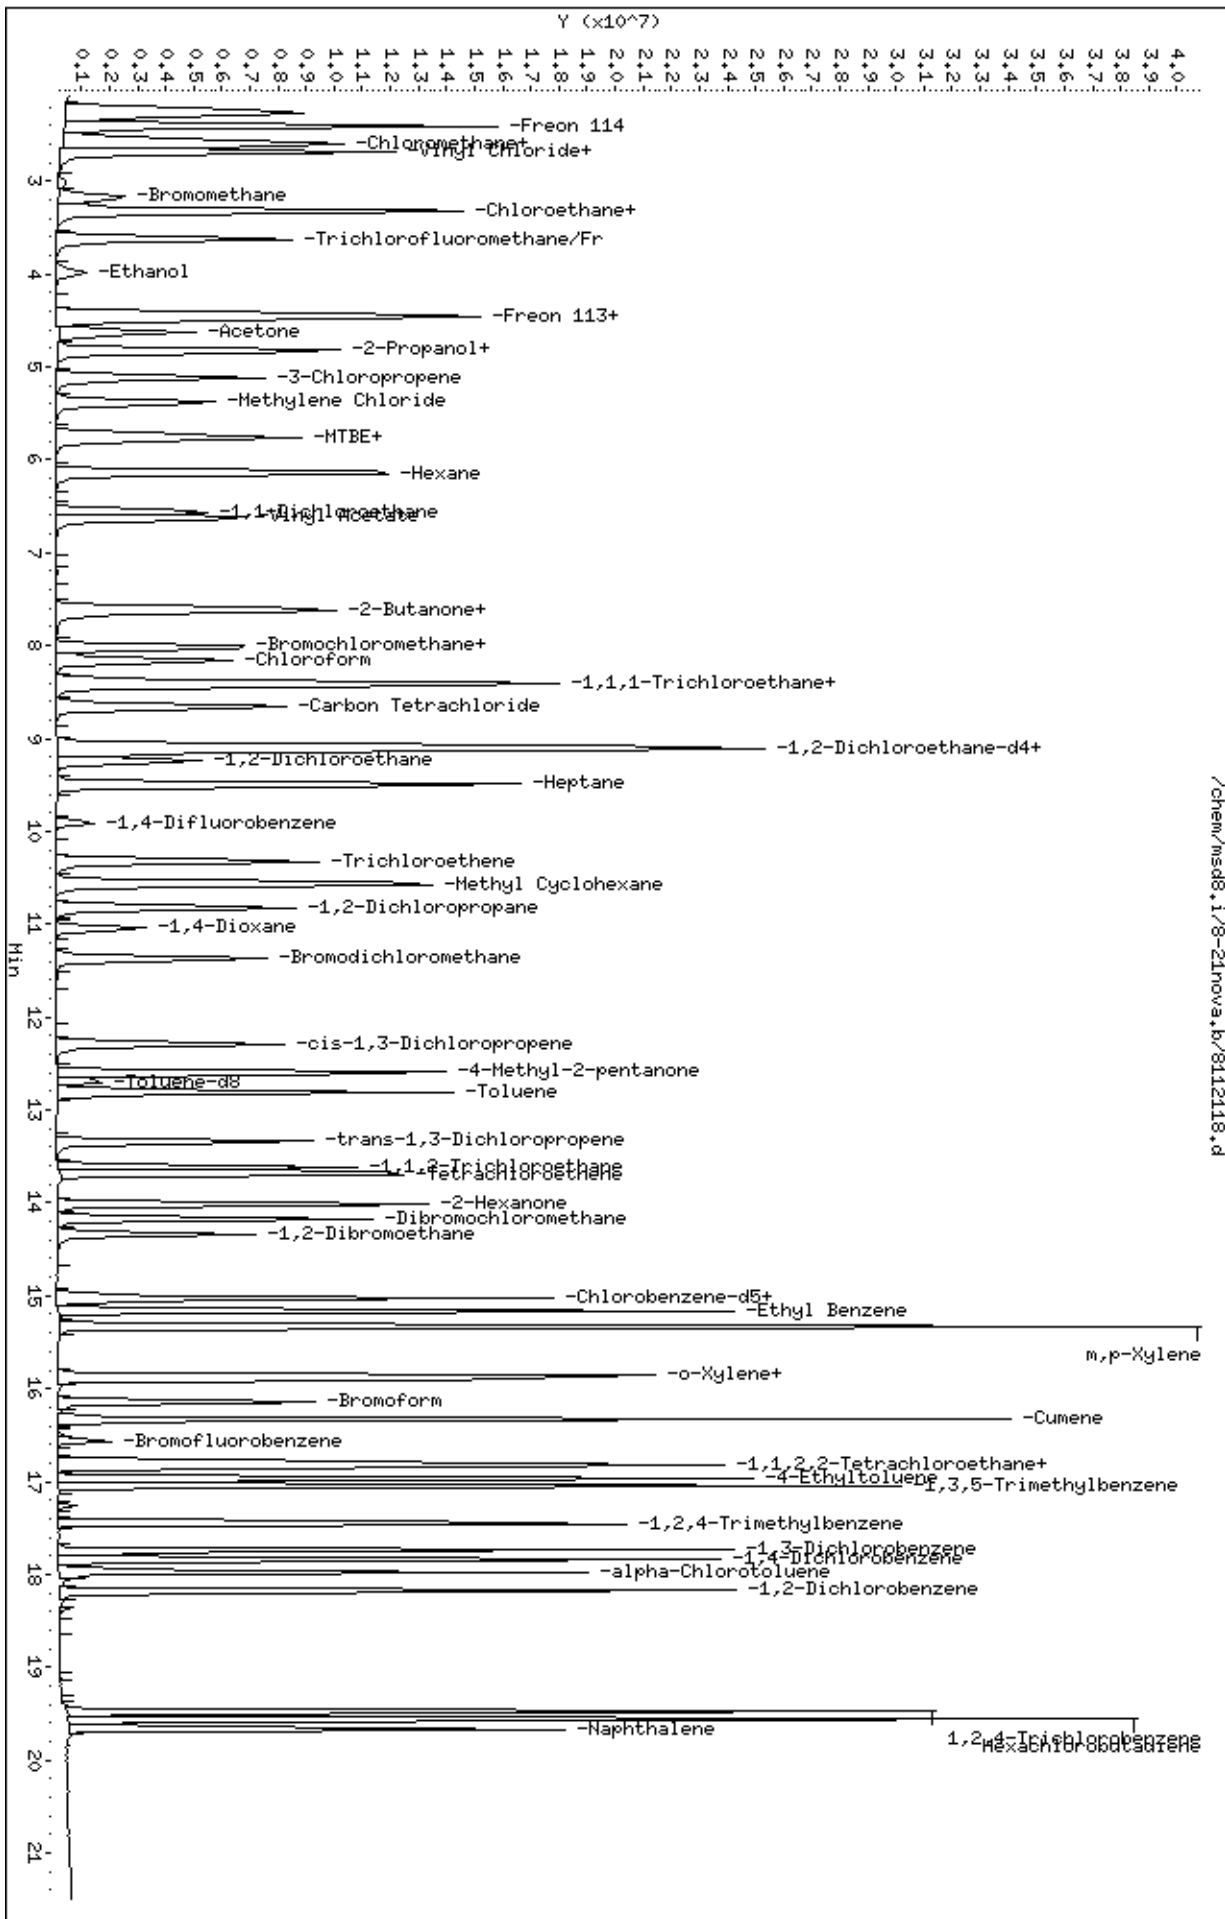 Y (x10^7)
0.1
0.2
0.3
0.4
0.5
0.6
0.7
0.8
0.9
1.0
1.1
1.2
1.3
1.4
1.5
1.6
1.7
1.8
1.9
2.0
2.1
2.2
2.3
2.4
2.5
2.6
2.7
2.8
2.9
3.0
3.1
3.2
3.3
3.4
3.5
3.6
3.7
3.8
3.9
4.0
-Freon 114
-Chloromethane+
-Vinyl Chloride+
3
-Bromomethane
-Chloroethane+
-Trichlorofluoromethane/Fr
4
-Ethanol
-Freon 113+
-Acetone
-2-Propanol+
5
-3-Chloropropene
-Methylene Chloride
-MTBE+
6
-Hexane
-1,1-Dichloroethane
-Vinyl Acetate
7
-2-Butanone+
8
-Bromochloromethane+
-Chloroform
-1,1,1-Trichloroethane+
-Carbon Tetrachloride
9
-1,2-Dichloroethane-d4+
-1,2-Dichloroethane
-Heptane
10
-1,4-Difluorobenzene
-Trichloroethene
-Methyl Cyclohexane
-1,2-Dichloropropane
11
-1,4-Dioxane
-Bromodichloromethane
Min
12
-cis-1,3-Dichloropropene
-4-Methyl-2-pentanone
-Toluene-d8
-Toluene
13
-trans-1,3-Dichloropropene
-1,1,2-Trichloroethane
-Tetrachloroethene
14
-2-Hexanone
-Dibromochloromethane
-1,2-Dibromoethane
15
-Chlorobenzene-d5+
-Ethyl Benzene
m,p-Xylene
-o-Xylene+
16
-Bromoform
-Cumene
-Bromofluorobenzene
-1,1,2,2-Tetrachloroethane+
-4-Ethyltoluene
17
-1,3,5-Trimethylbenzene
-1,2,4-Trimethylbenzene
-1,3-Dichlorobenzene
-1,4-Dichlorobenzene
-alpha-Chlorotoluene
18
-1,2-Dichlorobenzene
19
-Naphthalene
1,2,4-Trichlorobenzene
Hexachlorobutadiene
20
21
/chem/msd8.i/8-21nova.b/8112118.d